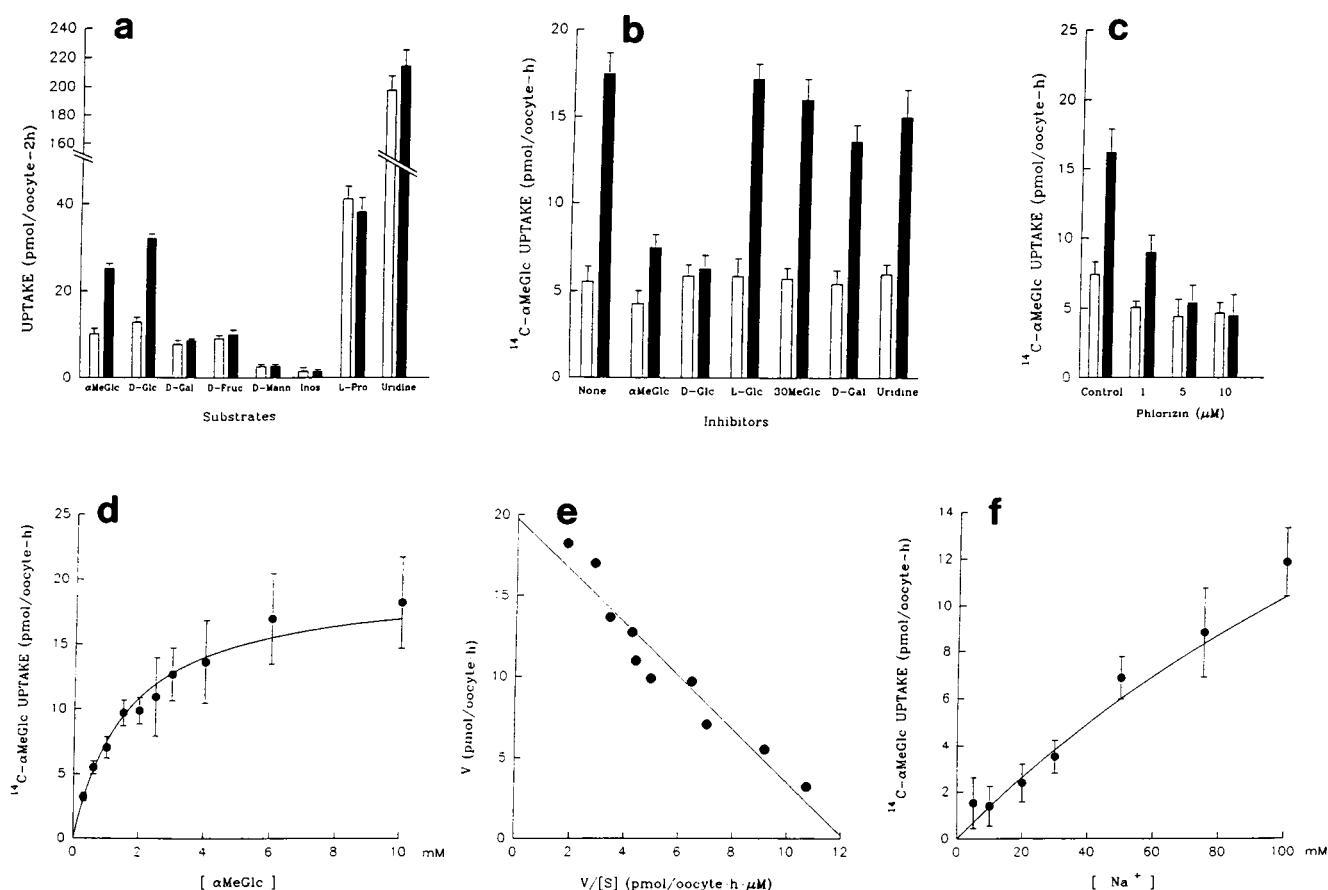 a
240
220
200
180
160
40
20
0
UPTAKE (pmol/oocyte-2h)
αMeGlc D-Glc D-Gal D-Fruc D-Mann Inos L-Pro Uridine
Substrates
b
20
15
10
5
0
¹⁴C-αMeGlc UPTAKE (pmol/oocyte-h)
None αMeGlc D-Glc L-Glc 3OMeGlc D-Gal Uridine
Inhibitors
c
25
20
15
10
5
0
¹⁴C-αMeGlc UPTAKE (pmol/oocyte-h)
Control 1 5 10
Phlorizin (μM)
d
25
20
15
10
5
0
¹⁴C-αMeGlc UPTAKE (pmol/oocyte-h)
0 2 4 6 8 10 mM
[ αMeGlc ]
e
20
15
10
5
0
V (pmol/oocyte·h)
0 2 4 6 8 10 12
V/[S] (pmol/oocyte·h·μM)
f
14
12
10
8
6
4
2
0
¹⁴C-αMeGlc UPTAKE (pmol/oocyte-h)
0 20 40 60 80 100 mM
[ Na⁺ ]